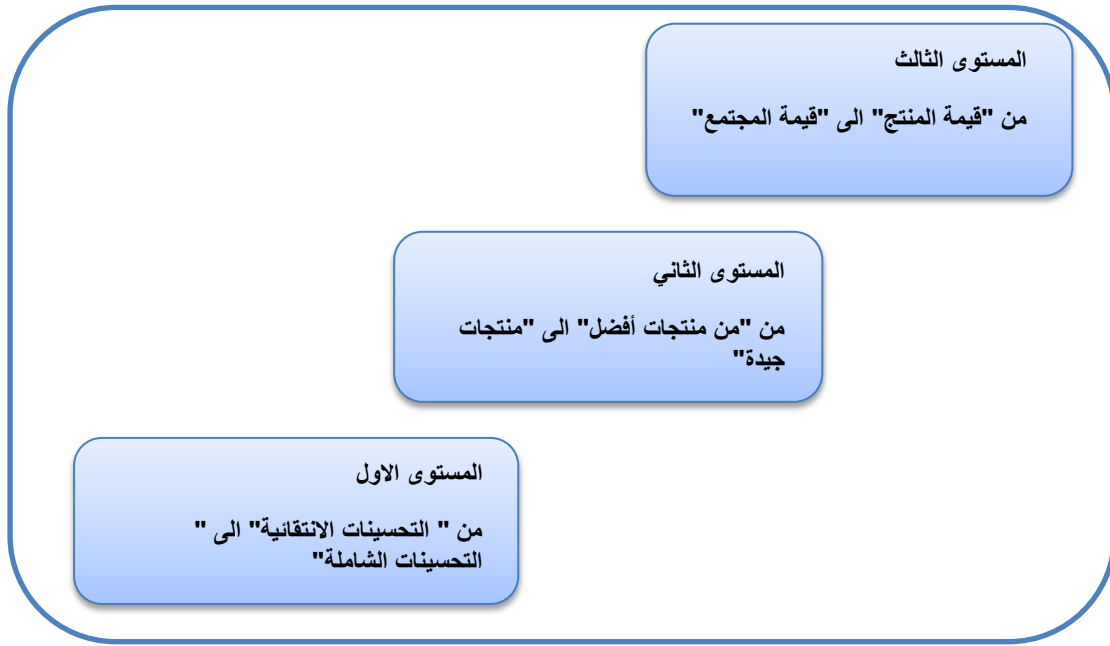 المستوى الثالث
من "قيمة المنتج" الى "قيمة المجتمع"
المستوى الثاني
من "من منتجات أفضل" الى "منتجات
جيدة"
المستوى الاول
من " التحسينات الانتقائية" الى "
التحسينات الشاملة"